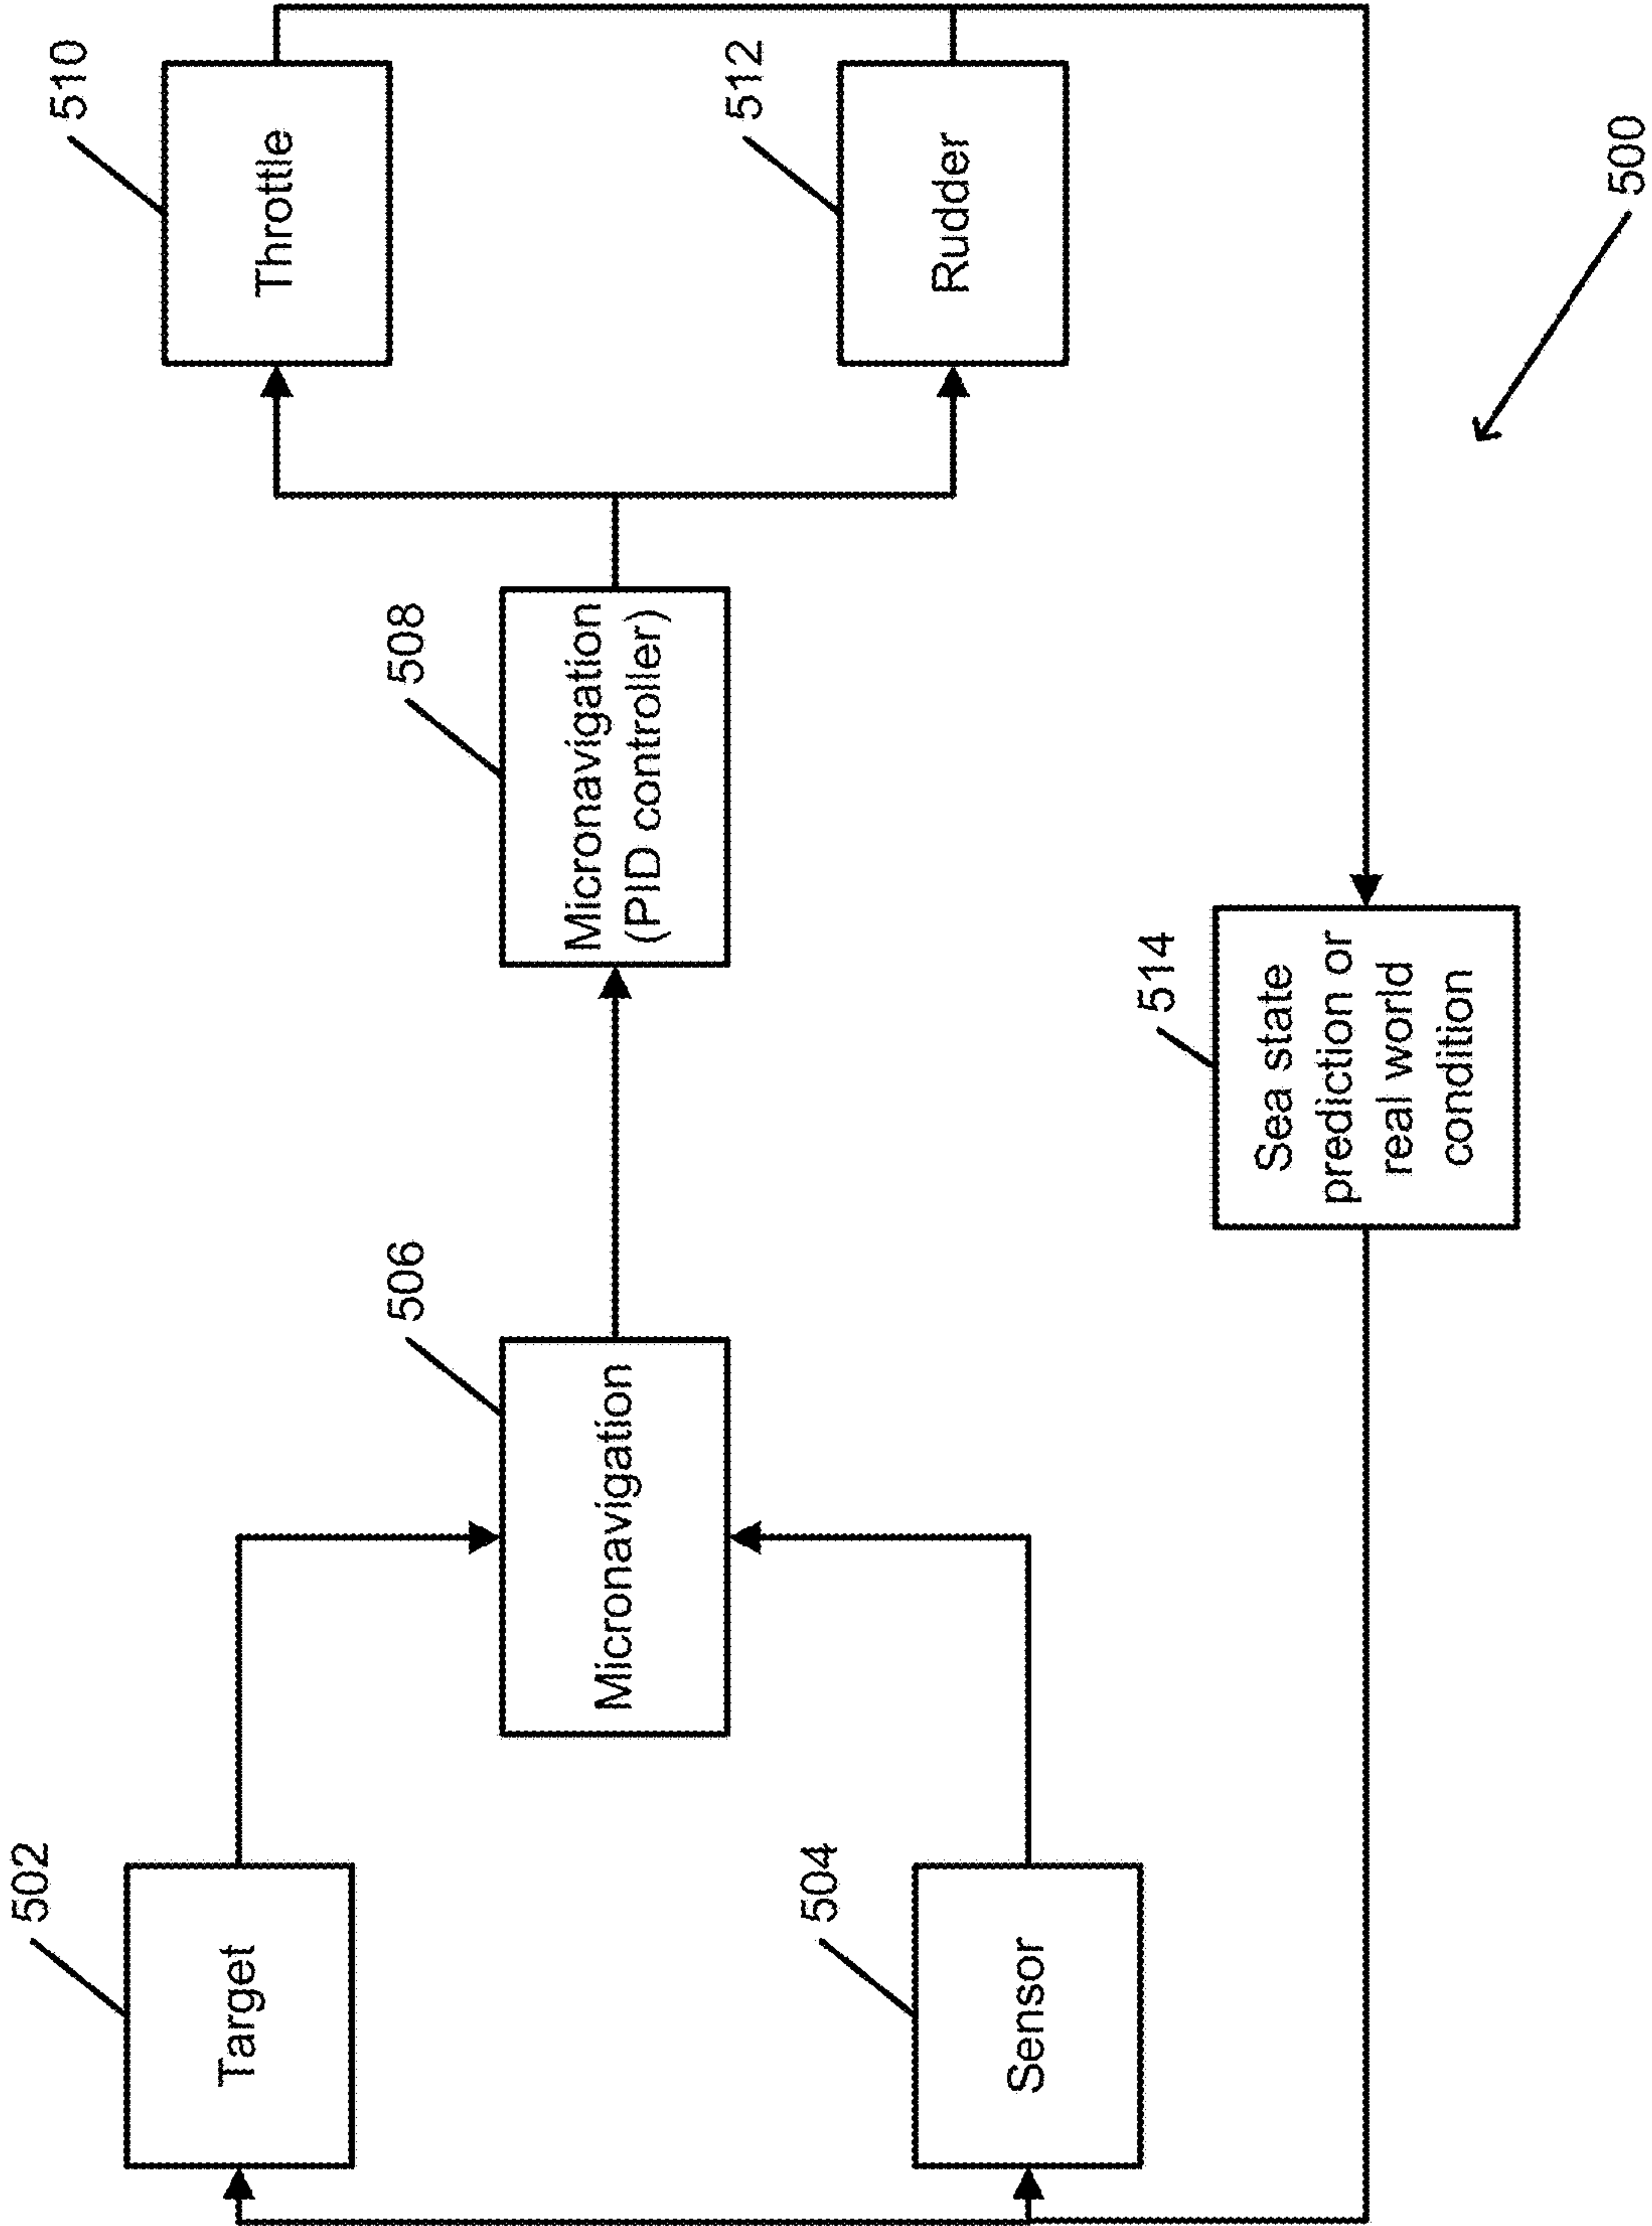 502
Target
504
Sensor
506
Micronavigation
508
Micronavigation
(PID controller)
510
Throttle
512
Rudder
514
Sea state
prediction or
real world
condition
500